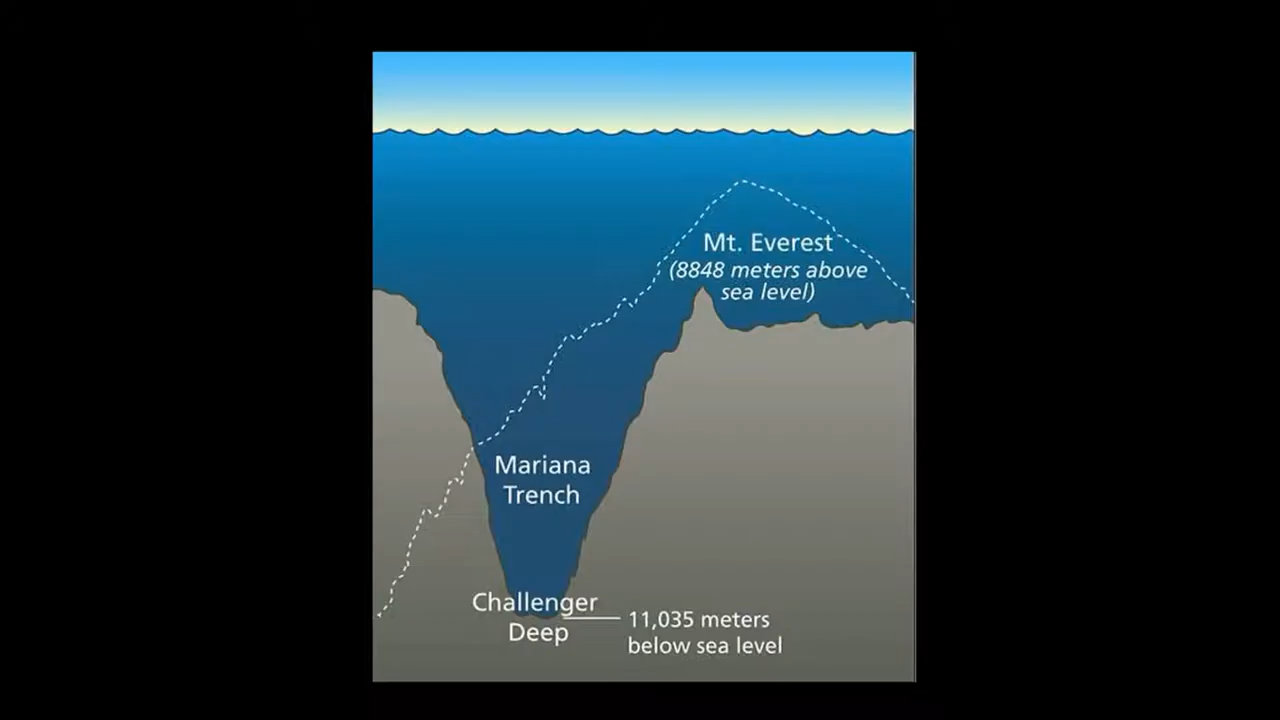 Mt. Everest
(8848 meters above
sea level)
Mariana
Trench
Challenger
Deep
11,035 meters
below sea level